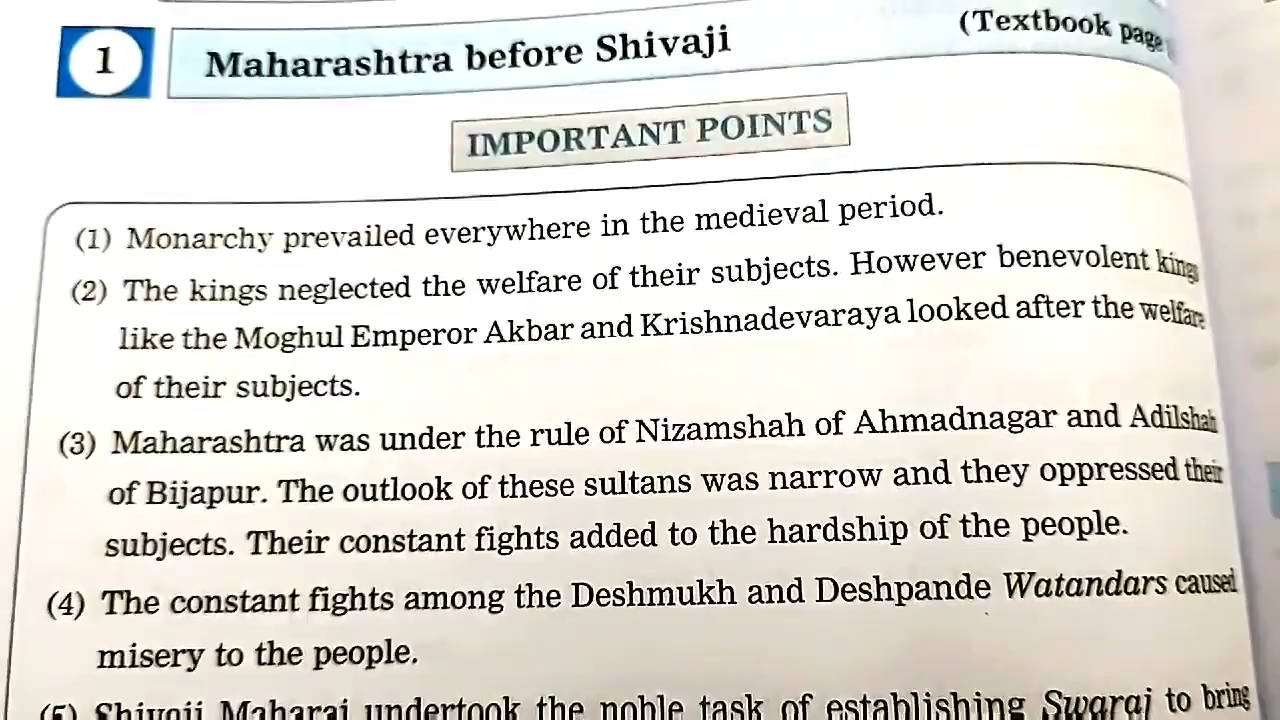 1
Maharashtra before Shivaji
(Textbook page
IMPORTANT POINTS
(1) Monarchy prevailed everywhere in the medieval period.
(2) The kings neglected the welfare of their subjects. However benevolent kings
like the Moghul Emperor Akbar and Krishnadevaraya looked after the welfare
of their subjects.
(3) Maharashtra was under the rule of Nizamshah of Ahmadnagar and Adilshah
of Bijapur. The outlook of these sultans was narrow and they oppressed their
subjects. Their constant fights added to the hardship of the people.
(4) The constant fights among the Deshmukh and Deshpande Watandars caused
misery to the people.
(5) Shivaji Maharaj undertook the noble task of establishing Swaraj to bring